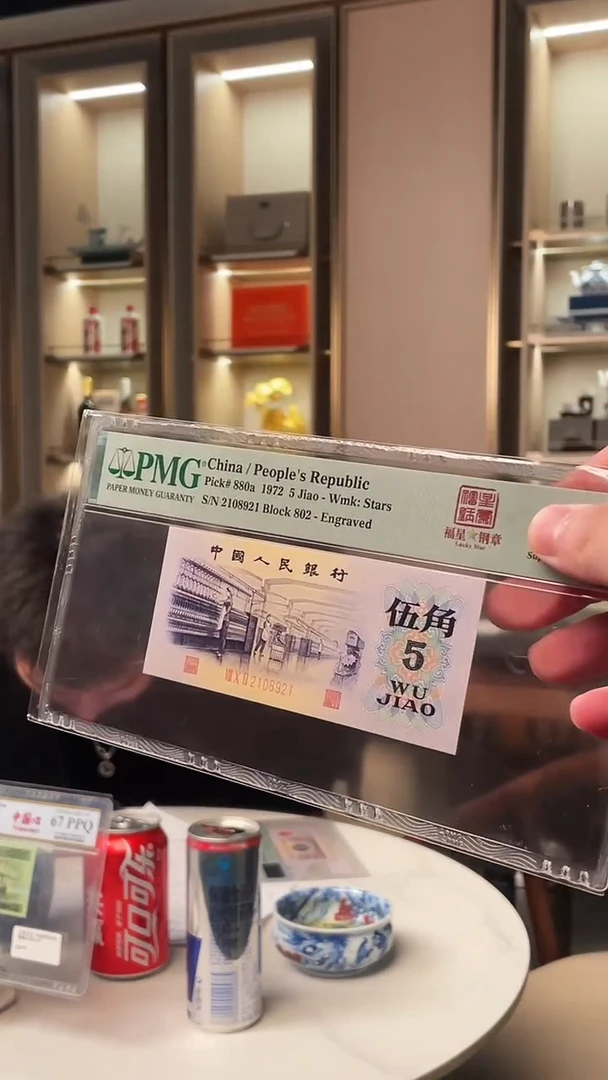 PMG
PAPER MONEY GUARANTY
China / People's Republic
Pick# 880a 1972 5 Jiao - Wmk: Stars
S/N 2108921 Block 802 - Engraved
福星★钢章
Lucky Star
中國人民銀行
伍角
5
WU
JIAO
2108921
67 PPQ
可口可乐